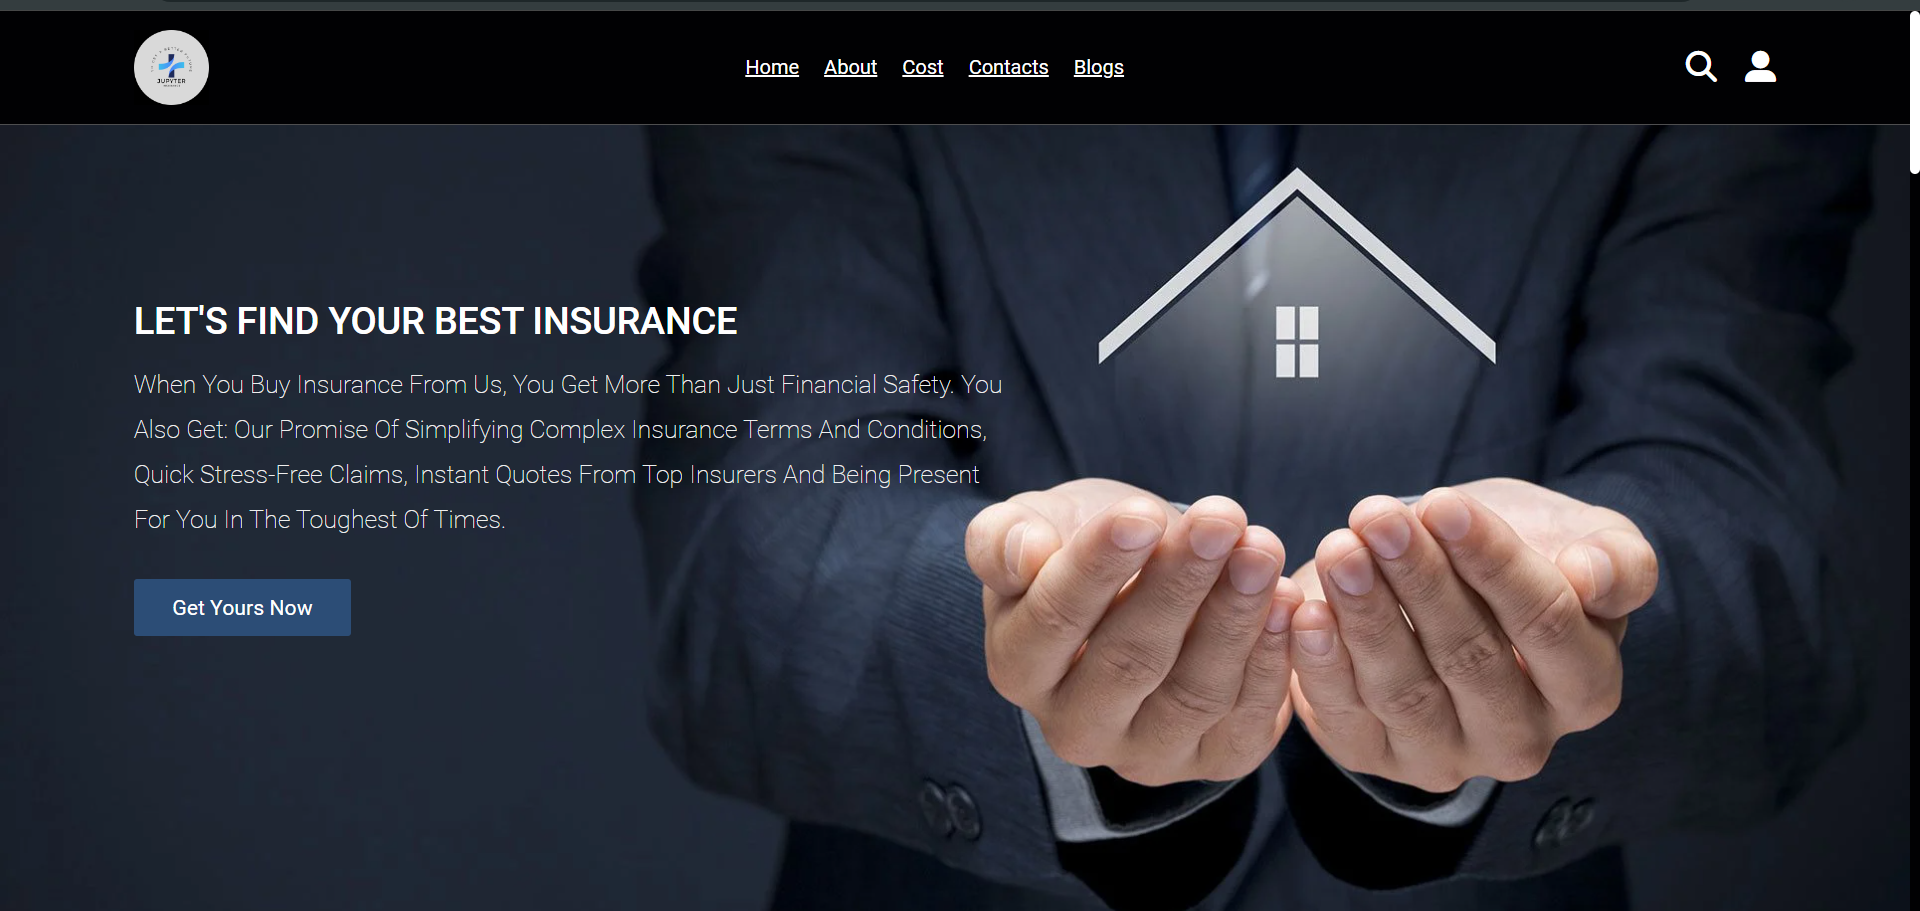 JUPYTER
Home About Cost Contacts Blogs
LET'S FIND YOUR BEST INSURANCE
When You Buy Insurance From Us, You Get More Than Just Financial Safety. You
Also Get: Our Promise Of Simplifying Complex Insurance Terms And Conditions,
Quick Stress-Free Claims, Instant Quotes From Top Insurers And Being Present
For You In The Toughest Of Times.
Get Yours Now